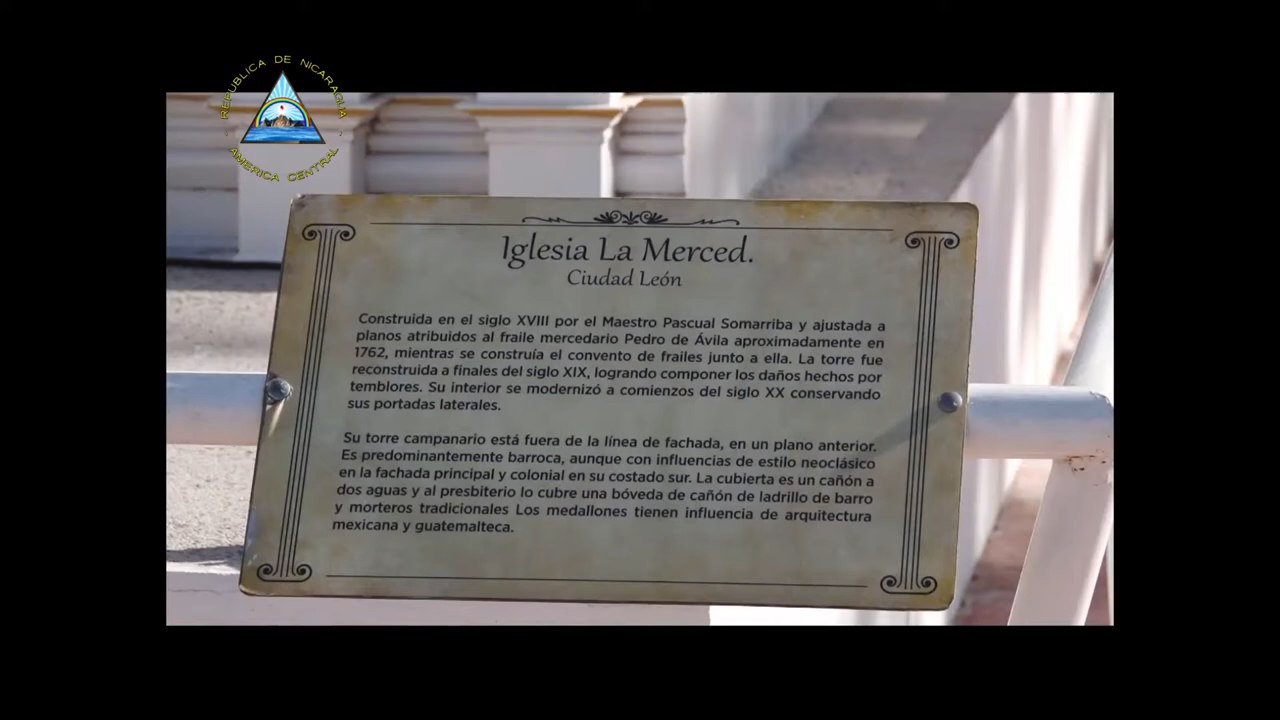 REPUBLICA DE NICARAGUA
AMERICA CENTRAL
Iglesia La Merced.
Ciudad León
Construida en el siglo XVIII por el Maestro Pascual Somarriba y ajustada a
planos atribuidos al fraile mercedario Pedro de Ávila aproximadamente en
1762, mientras se construía el convento de frailes junto a ella. La torre fue
reconstruida a finales del siglo XIX, logrando componer los daños hechos por
temblores. Su interior se modernizó a comienzos del siglo XX conservando
sus portadas laterales.
Su torre campanario está fuera de la línea de fachada, en un plano anterior.
Es predominantemente barroca, aunque con influencias de estilo neoclásico
en la fachada principal y colonial en su costado sur. La cubierta es un cañón a
dos aguas y al presbiterio lo cubre una bóveda de cañón de ladrillo de barro
y morteros tradicionales Los medallones tienen influencia de arquitectura
mexicana y guatemalteca.